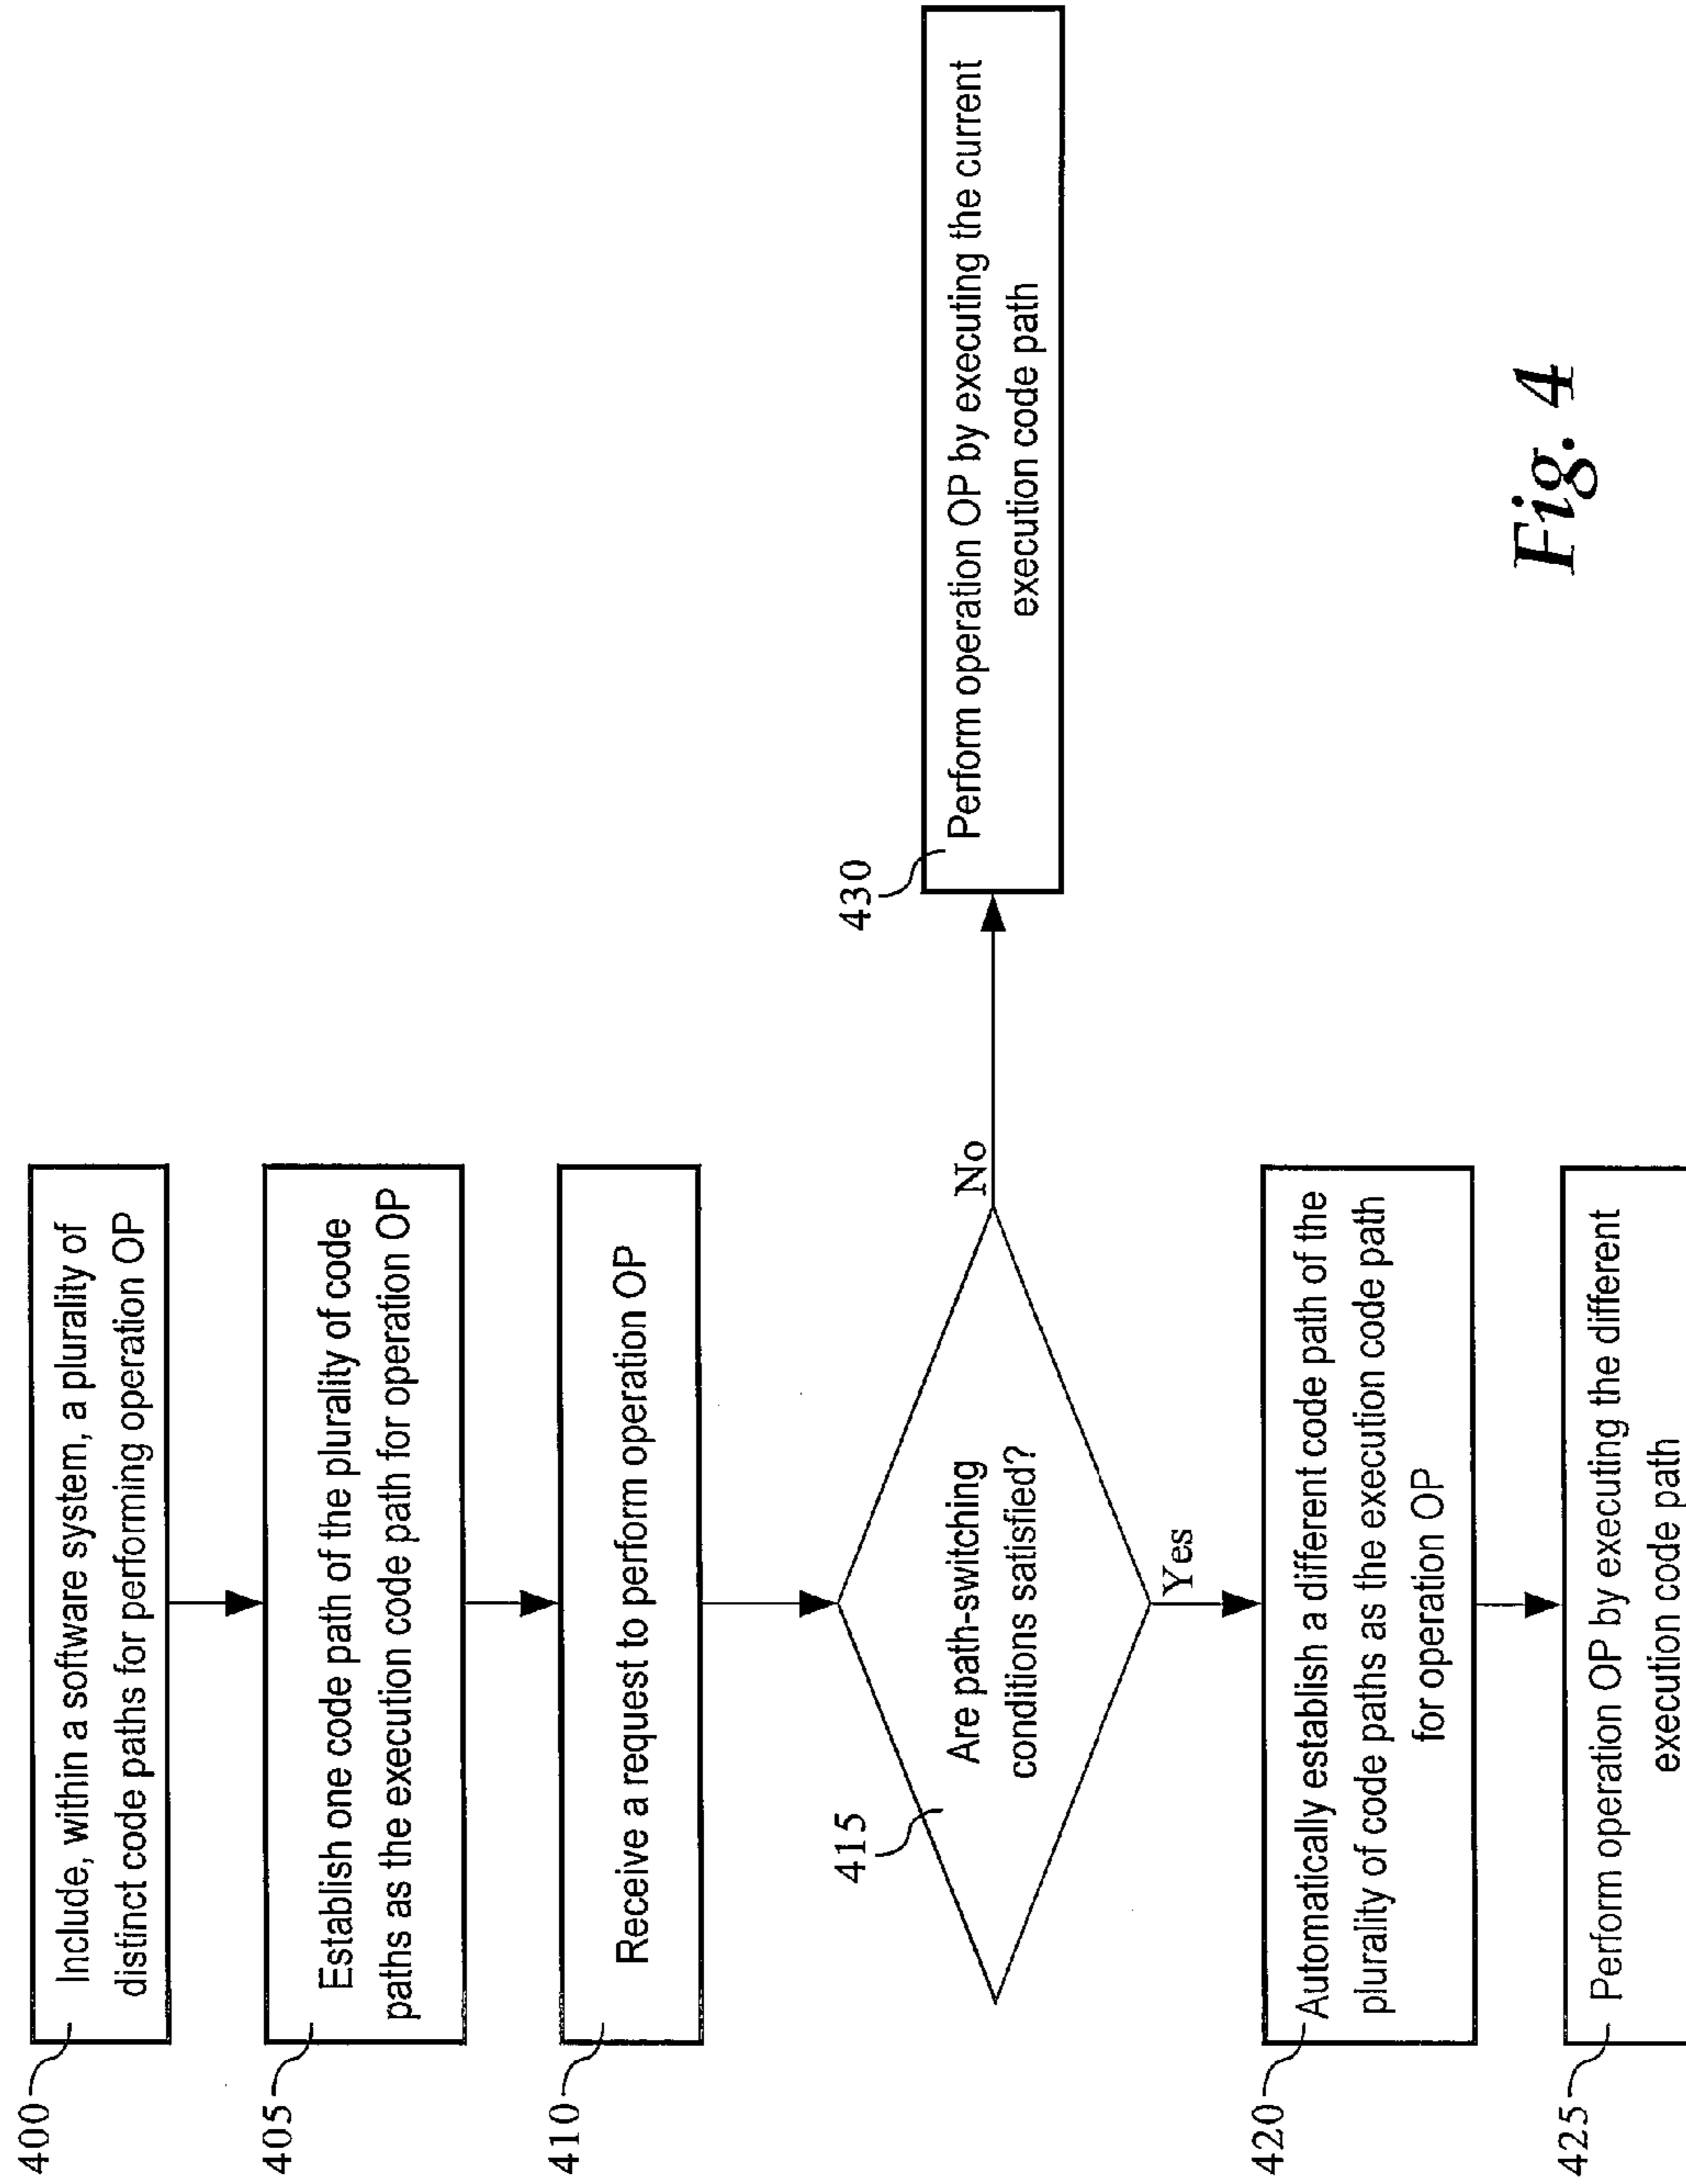 400
Include, within a software system, a plurality of
distinct code paths for performing operation OP
405
Establish one code path of the plurality of code
paths as the execution code path for operation OP
410
Receive a request to perform operation OP
415
Are path-switching
conditions satisfied?
No
430
Perform operation OP by executing the current
execution code path
Yes
420
Automatically establish a different code path of the
plurality of code paths as the execution code path
for operation OP
425
Perform operation OP by executing the different
execution code path
Fig. 4